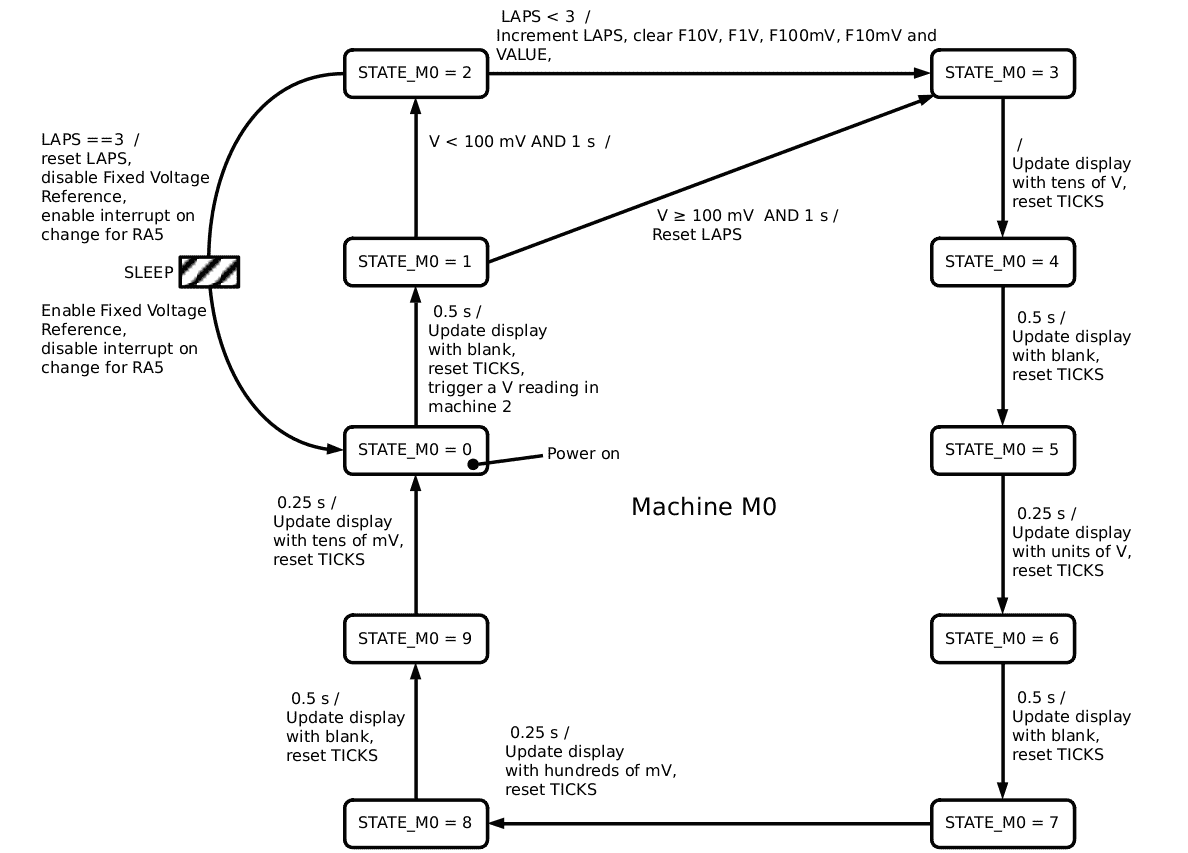 LAPS < 3 /
Increment LAPS, clear F10V, F1V, F100mV, F10mV and
VALUE,
STATE_M0 = 2
STATE_M0 = 3
LAPS ==3 /
reset LAPS,
disable Fixed Voltage
Reference,
enable interrupt on
change for RA5
V < 100 mV AND 1 s /
/
Update display
with tens of V,
reset TICKS
V ≥ 100 mV AND 1 s /
Reset LAPS
SLEEP
STATE_M0 = 1
STATE_M0 = 4
Enable Fixed Voltage
Reference,
disable interrupt on
change for RA5
0.5 s /
Update display
with blank,
reset TICKS,
trigger a V reading in
machine 2
0.5 s /
Update display
with blank,
reset TICKS
STATE_M0 = 0
Power on
STATE_M0 = 5
Machine M0
0.25 s /
Update display
with tens of mV,
reset TICKS
0.25 s /
Update display
with units of V,
reset TICKS
STATE_M0 = 9
STATE_M0 = 6
0.5 s /
Update display
with blank,
reset TICKS
0.25 s /
Update display
with hundreds of mV,
reset TICKS
0.5 s /
Update display
with blank,
reset TICKS
STATE_M0 = 8
STATE_M0 = 7